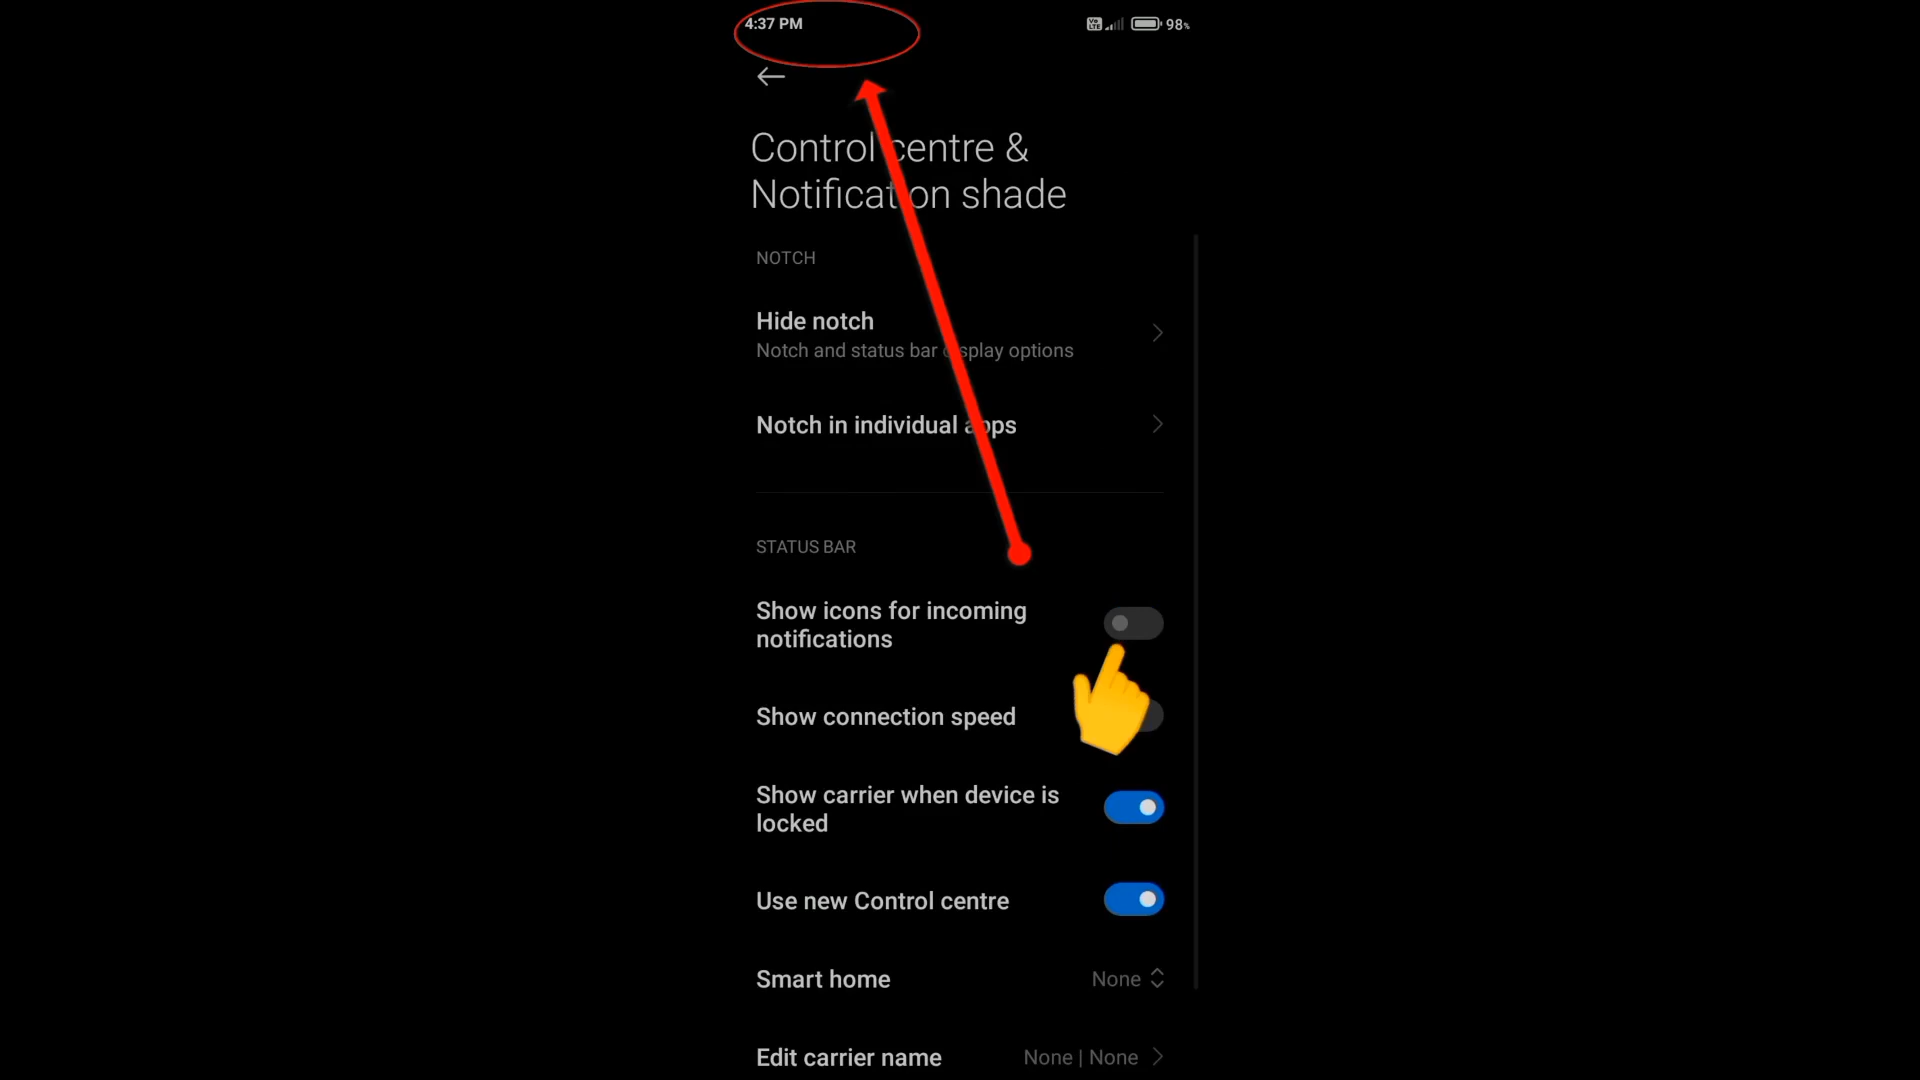 4:37 PM
Vo LTE 98%
Control centre &
Notification shade
NOTCH
Hide notch
Notch and status bar display options
Notch in individual apps
STATUS BAR
Show icons for incoming
notifications
Show connection speed
Show carrier when device is
locked
Use new Control centre
Smart home None
Edit carrier name None | None